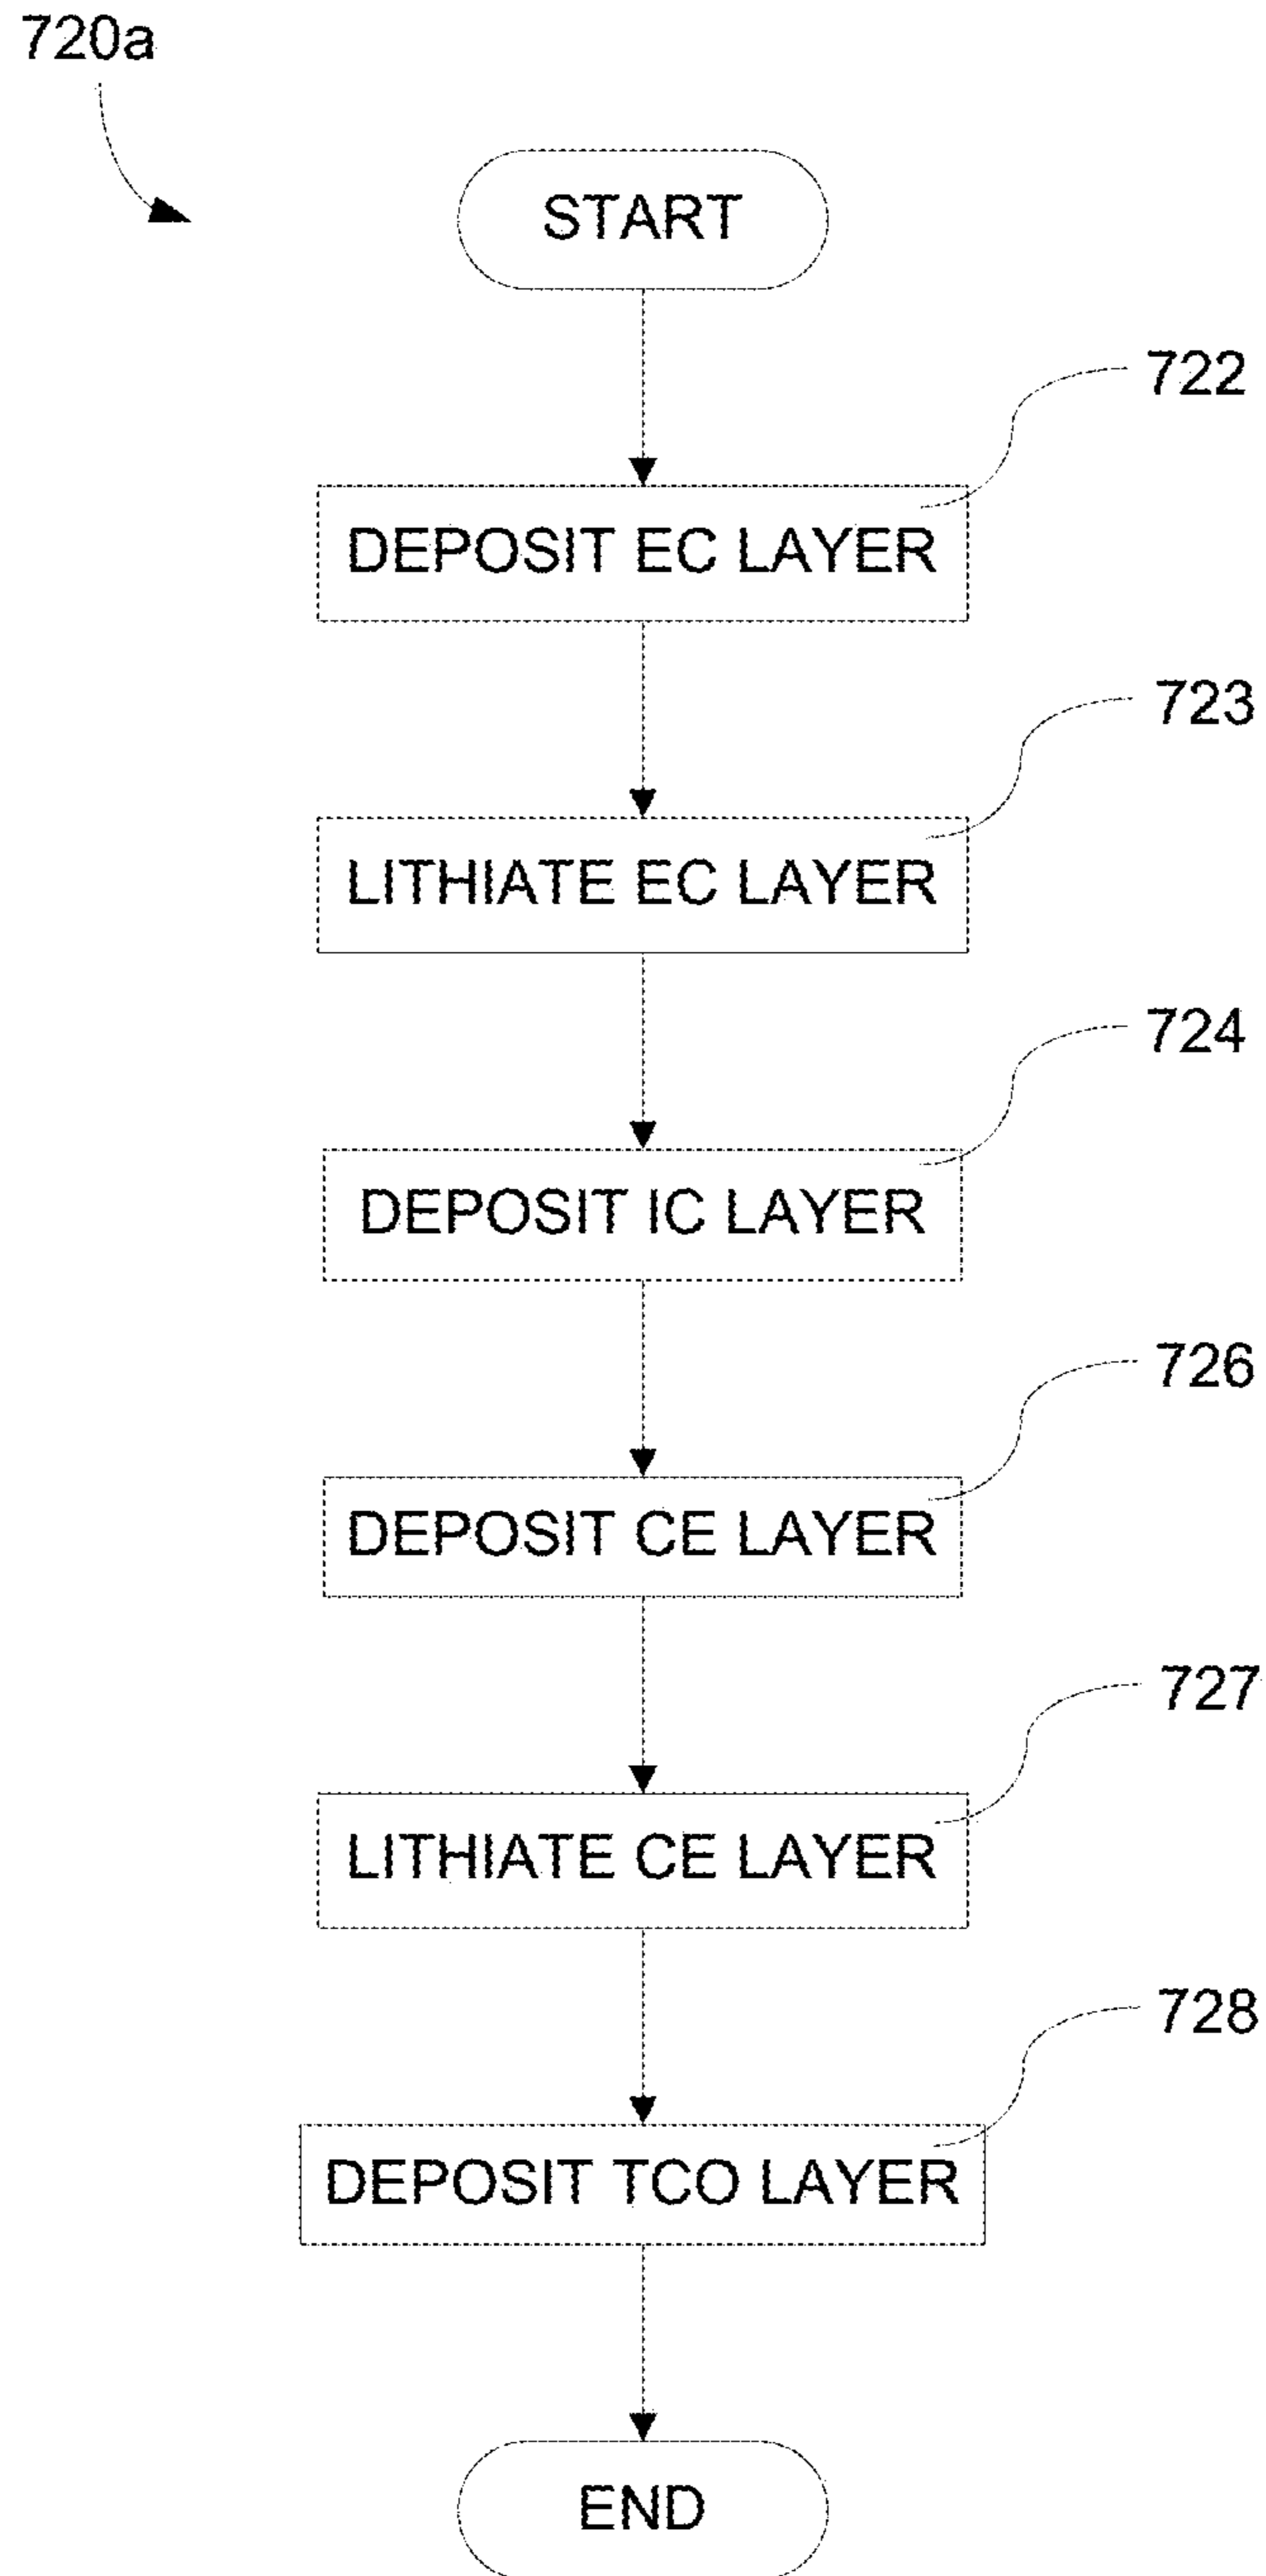 720a
START
722
DEPOSIT EC LAYER
723
LITHIATE EC LAYER
724
DEPOSIT IC LAYER
726
DEPOSIT CE LAYER
727
LITHIATE CE LAYER
728
DEPOSIT TCO LAYER
END